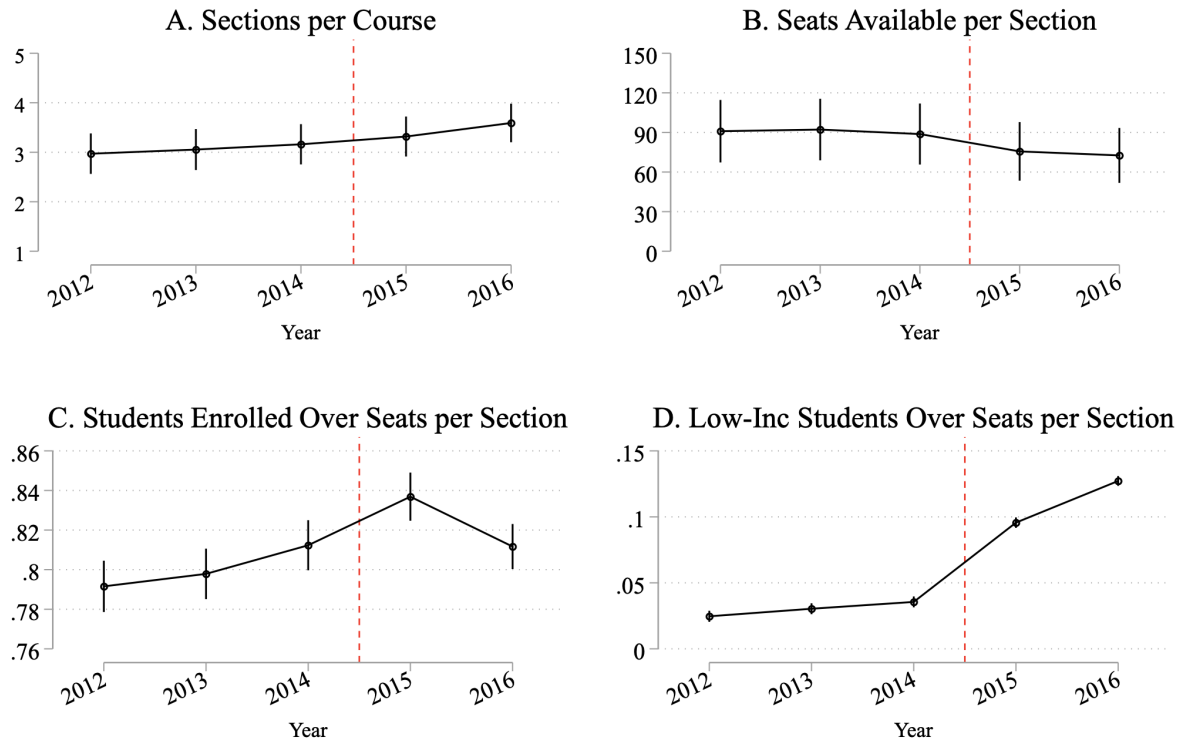 A. Sections per Course
5
4
3
2
1
2012 2013 2014 2015 2016
Year
B. Seats Available per Section
150
120
90
60
30
0
2012 2013 2014 2015 2016
Year
C. Students Enrolled Over Seats per Section
.86
.84
.82
.8
.78
.76
2012 2013 2014 2015 2016
Year
D. Low-Inc Students Over Seats per Section
.15
.1
.05
0
2012 2013 2014 2015 2016
Year